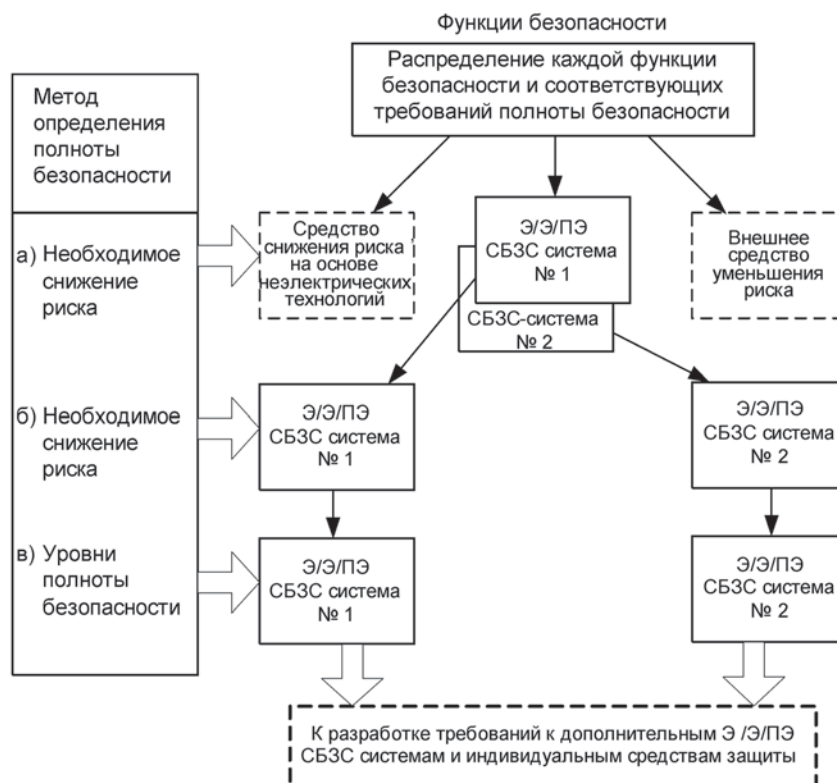 Функции безопасности
Распределение каждой функции
безопасности и соответствующих
требований полноты безопасности
Метод
определения
полноты
безопасности
а) Необходимое
снижение
риска
Средство
снижения риска
на основе
неэлектрических
технологий
Э/Э/ПЭ
СБЗС система
№ 1
СБЗС-система
№ 2
Внешнее
средство
уменьшения
риска
б) Необходимое
снижение
риска
Э/Э/ПЭ
СБЗС система
№ 1
Э/Э/ПЭ
СБЗС система
№ 2
в) Уровни
полноты
безопасности
Э/Э/ПЭ
СБЗС система
№ 1
Э/Э/ПЭ
СБЗС система
№ 2
К разработке требований к дополнительным Э /Э/ПЭ
СБЗС системам и индивидуальным средствам защиты